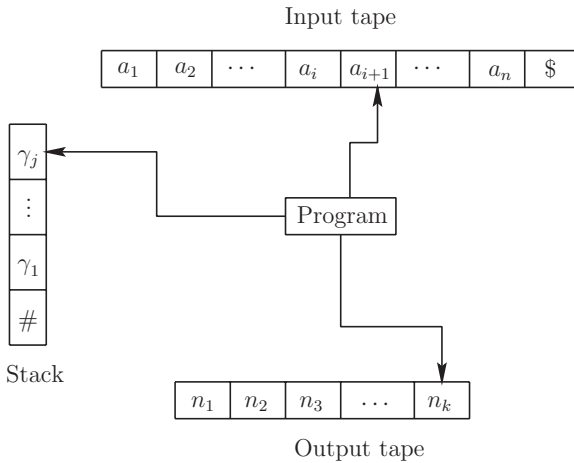 Input tape
a₁ a₂ ⋯ aᵢ aᵢ₊₁ ⋯ aₙ $
γⱼ
⋮
γ₁
#
Stack
Program
n₁ n₂ n₃ ⋯ nₖ
Output tape